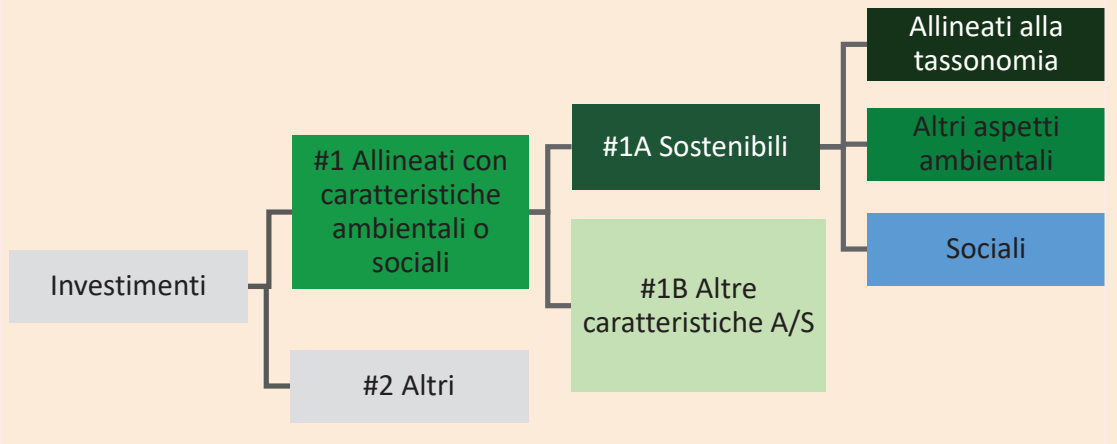 Investimenti
#1 Allineati con
caratteristiche
ambientali o
sociali
#2 Altri
#1A Sostenibili
#1B Altre
caratteristiche A/S
Allineati alla
tassonomia
Altri aspetti
ambientali
Sociali